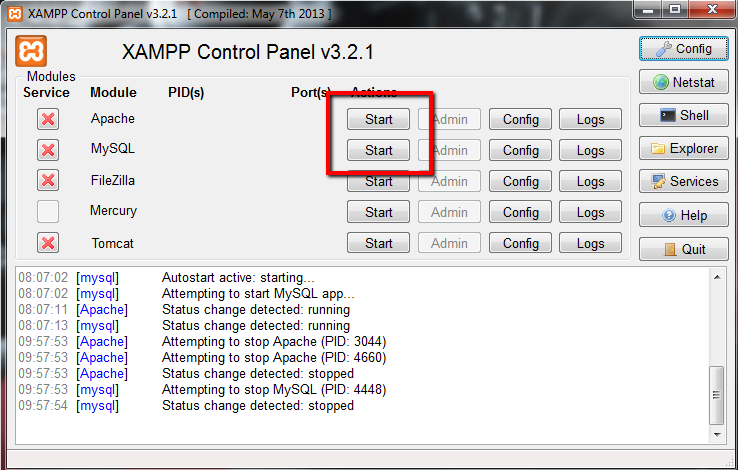 XAMPP Control Panel v3.2.1 [ Compiled: May 7th 2013 ]
XAMPP Control Panel v3.2.1
Config
Modules
Service Module PID(s) Port(s) Actions
Apache Start Admin Config Logs
MySQL Start Admin Config Logs
FileZilla Start Admin Config Logs
Mercury Start Admin Config Logs
Tomcat Start Admin Config Logs
Netstat
Shell
Explorer
Services
Help
Quit
08:07:02 [mysql] Autostart active: starting...
08:07:02 [mysql] Attempting to start MySQL app...
08:07:11 [Apache] Status change detected: running
08:07:13 [mysql] Status change detected: running
09:57:53 [Apache] Attempting to stop Apache (PID: 3044)
09:57:53 [Apache] Attempting to stop Apache (PID: 4660)
09:57:53 [Apache] Status change detected: stopped
09:57:53 [mysql] Attempting to stop MySQL (PID: 4448)
09:57:54 [mysql] Status change detected: stopped